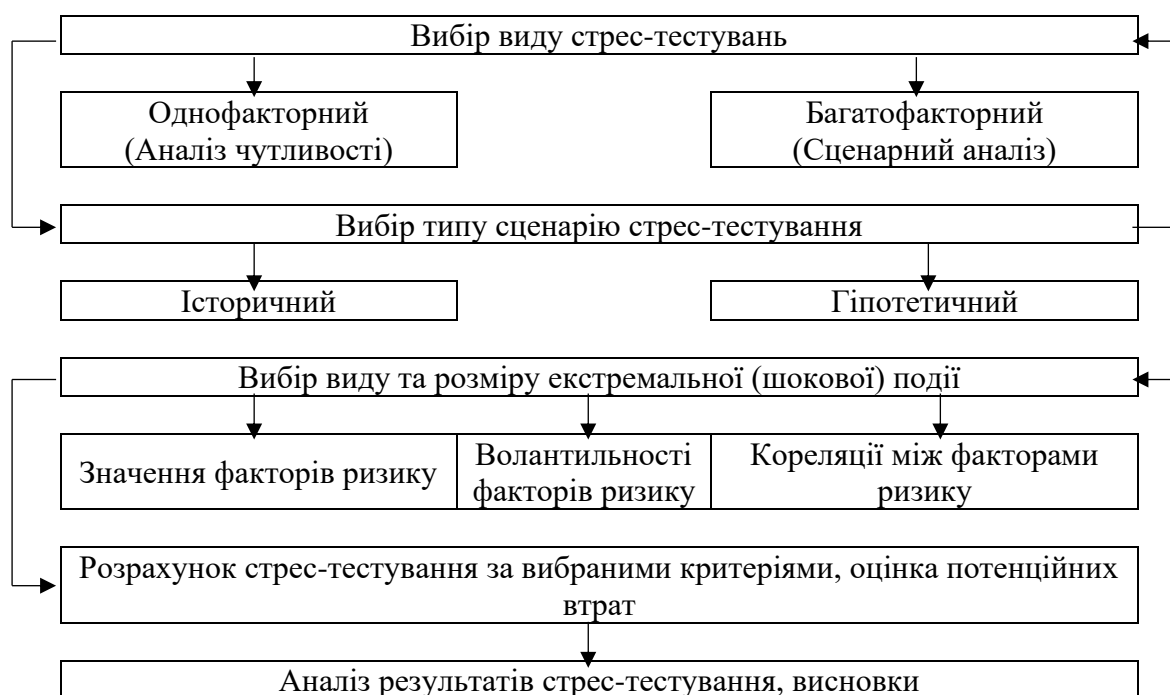 Вибір виду стрес-тестувань
Однофакторний
(Аналіз чутливості)
Багатофакторний
(Сценарний аналіз)
Вибір типу сценарію стрес-тестування
Історичний
Гіпотетичний
Вибір виду та розміру екстремальної (шокової) події
Значення факторів ризику
Волантильності
факторів ризику
Кореляції між факторами
ризику
Розрахунок стрес-тестування за вибраними критеріями, оцінка потенційних
втрат
Аналіз результатів стрес-тестування, висновки